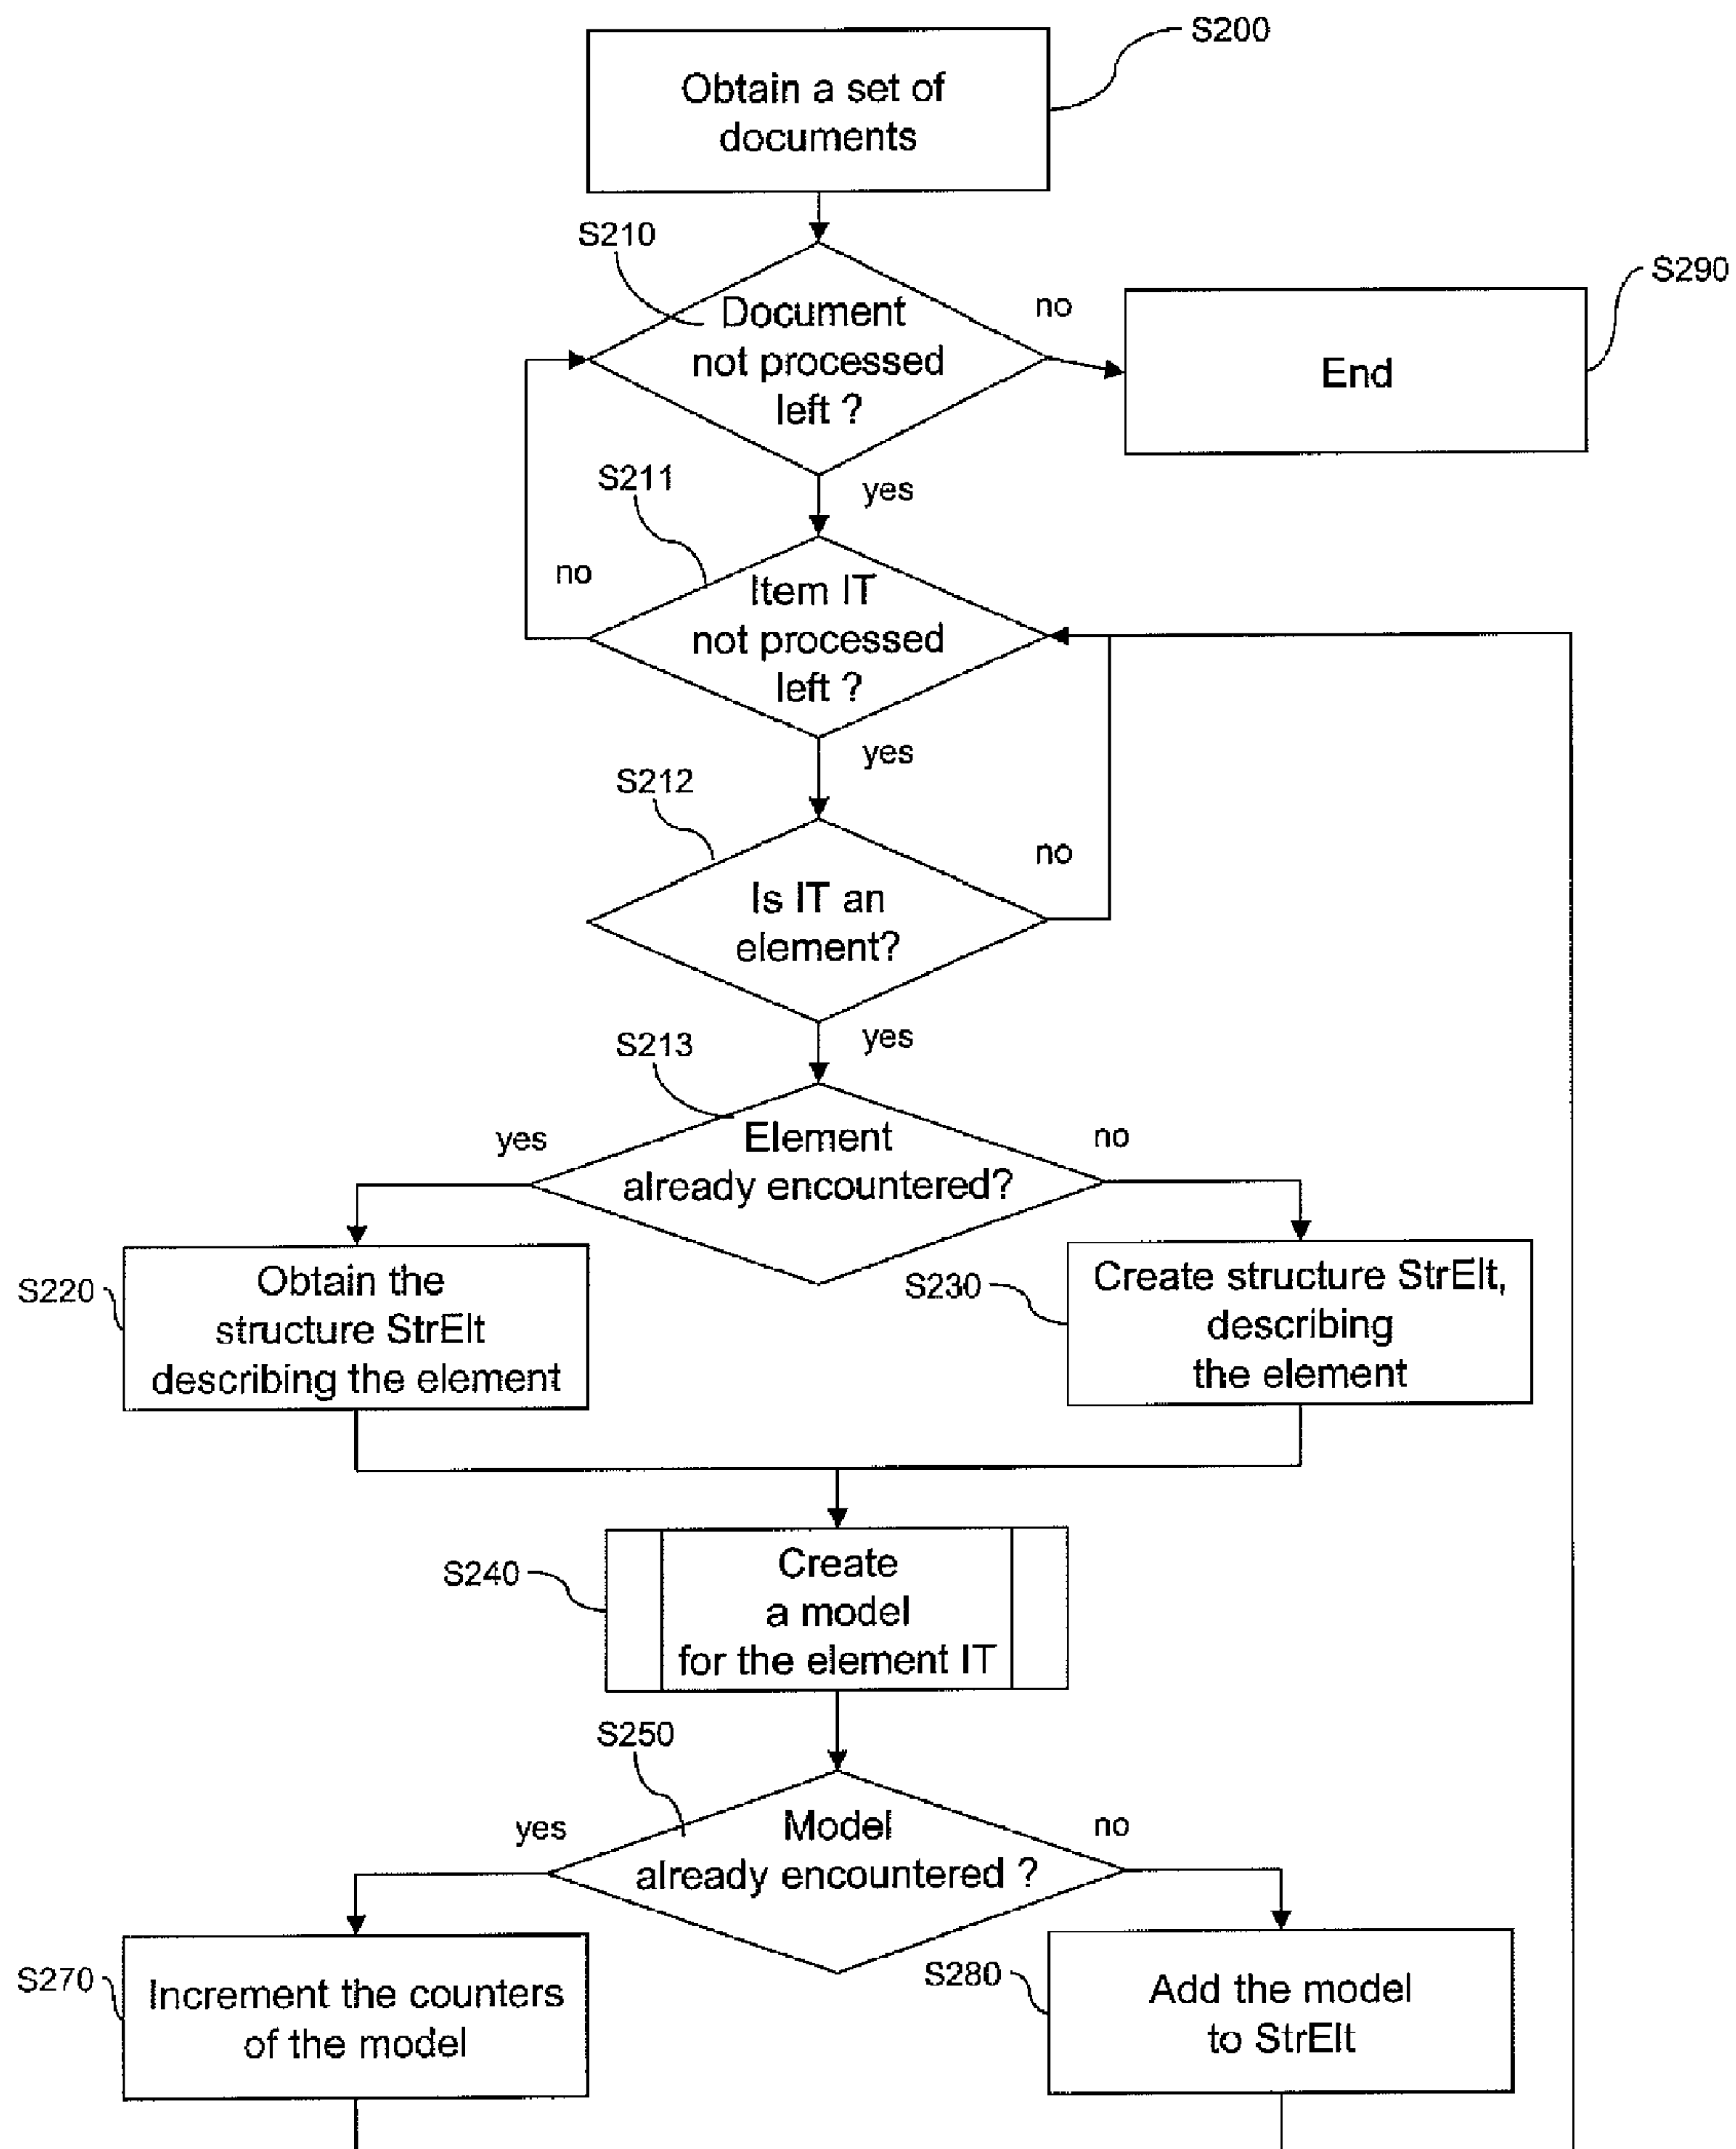 S200
Obtain a set of
documents
S210
Document
not processed
left ?
no
S290
End
yes
S211
no
Item IT
not processed
left ?
yes
S212
no
Is IT an
element?
yes
S213
yes
Element
already encountered?
no
S220
Obtain the
structure StrElt
describing the element
S230
Create structure StrElt,
describing
the element
S240
Create
a model
for the element IT
S250
yes
Model
already encountered ?
no
S270
Increment the counters
of the model
S280
Add the model
to StrElt